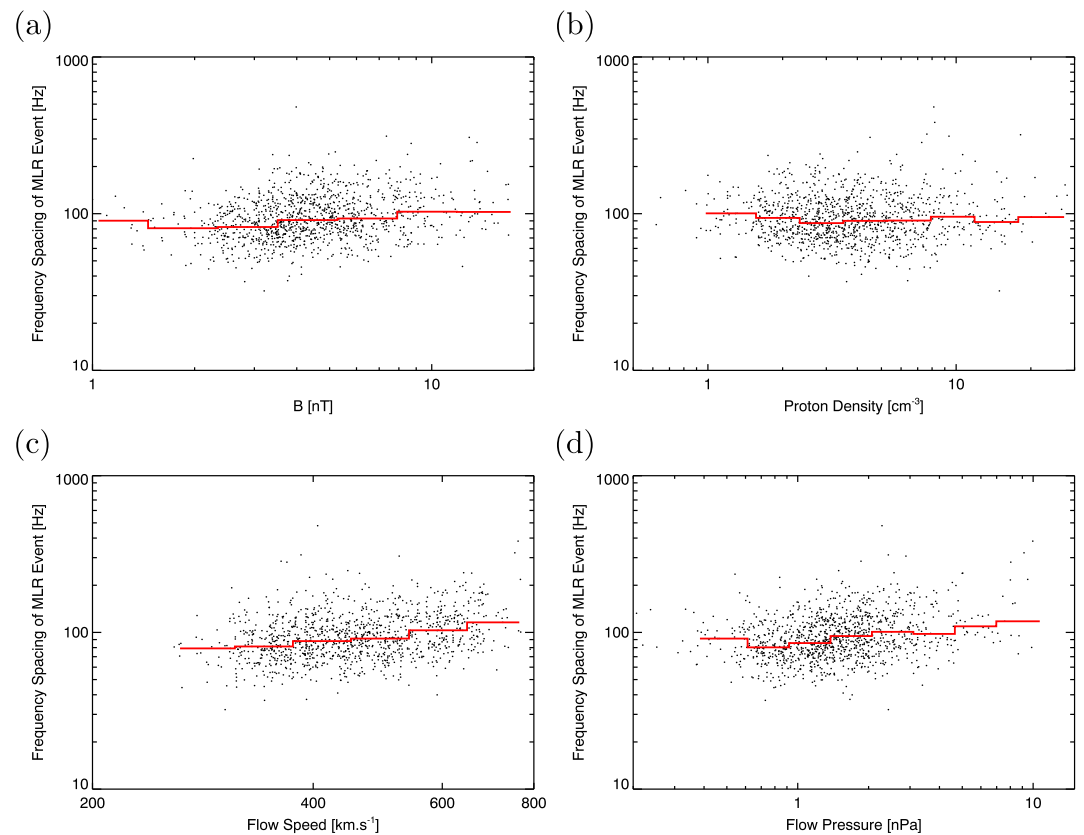 (a)
1000
100
10
Frequency Spacing of MLR Event [Hz]
1
10
20
B [nT]
(b)
1000
100
10
Frequency Spacing of MLR Event [Hz]
1
10
Proton Density [cm⁻³]
(c)
1000
100
10
Frequency Spacing of MLR Event [Hz]
200
400
600
800
Flow Speed [km.s⁻¹]
(d)
1000
100
10
Frequency Spacing of MLR Event [Hz]
1
10
Flow Pressure [nPa]